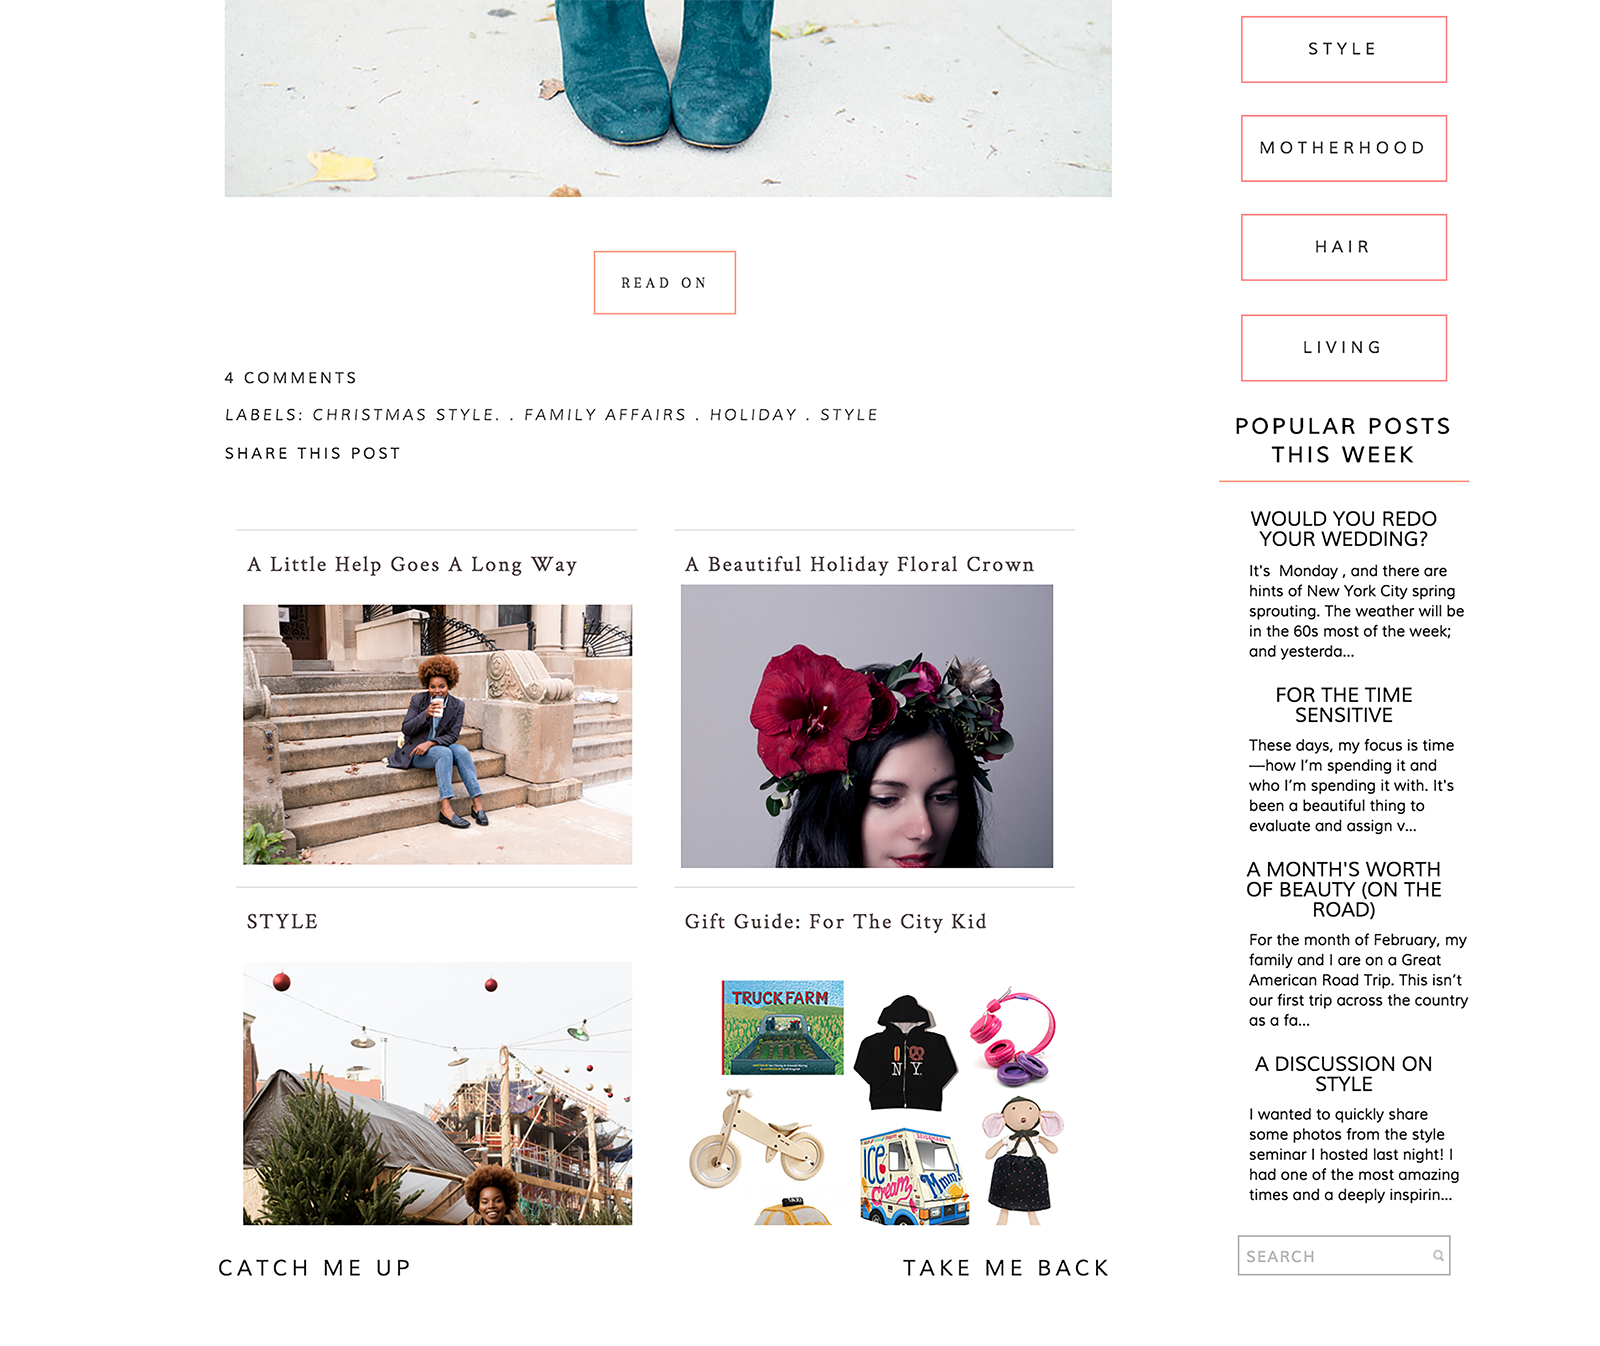 READ ON
4 COMMENTS
LABELS: CHRISTMAS STYLE. . FAMILY AFFAIRS . HOLIDAY . STYLE
SHARE THIS POST
A Little Help Goes A Long Way
A Beautiful Holiday Floral Crown
STYLE
Gift Guide: For The City Kid
TRUCK FARM
N Y.
ICE
Cream
Mmm!
CATCH ME UP
TAKE ME BACK
STYLE
MOTHERHOOD
HAIR
LIVING
POPULAR POSTS
THIS WEEK
WOULD YOU REDO
YOUR WEDDING?
It's  Monday , and there are
hints of New York City spring
sprouting. The weather will be
in the 60s most of the week;
and yesterda...
FOR THE TIME
SENSITIVE
These days, my focus is time
—how I’m spending it and
who I’m spending it with. It's
been a beautiful thing to
evaluate and assign v...
A MONTH'S WORTH
OF BEAUTY (ON THE
ROAD)
For the month of February, my
family and I are on a Great
American Road Trip. This isn’t
our first trip across the country
as a fa...
A DISCUSSION ON
STYLE
I wanted to quickly share
some photos from the style
seminar I hosted last night! I
had one of the most amazing
times and a deeply inspirin...
SEARCH